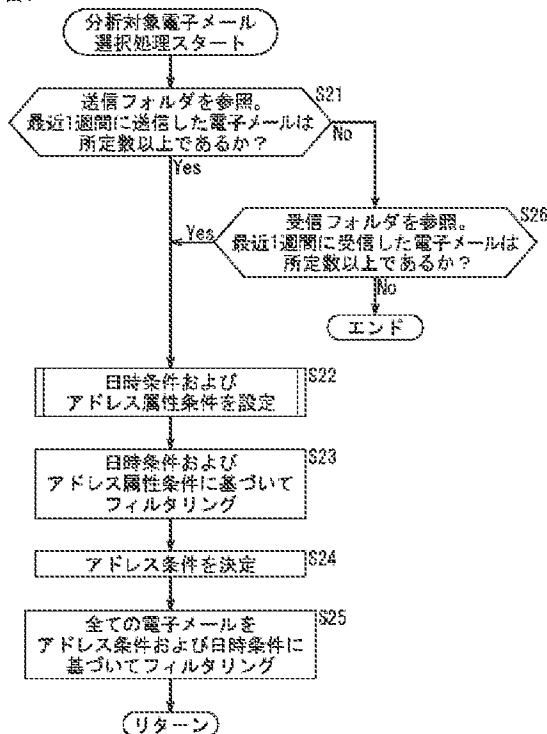 分析対象電子メール
選択処理スタート
S21
送信フォルダを参照。
最近1週間に送信した電子メールは
所定数以上であるか？
No
Yes
S26
受信フォルダを参照。
最近1週間に受信した電子メールは
所定数以上であるか？
Yes
No
エンド
S22
日時条件および
アドレス属性条件を設定
S23
日時条件および
アドレス属性条件に基づいて
フィルタリング
S24
アドレス条件を決定
S25
全ての電子メールを
アドレス条件および日時条件に
基づいてフィルタリング
リターン